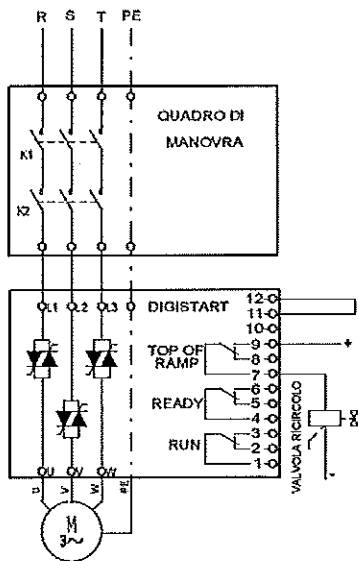 R S T PE
QUADRO DI
MANOVRA
K1
K2
L1 L2 L3 DIGISTART
12
11
10
TOP OF
RAMP
9
8
7
READY
6
5
4
RUN
3
2
1
VALVOLA RICIRCOLO
+
-
U V W
U V W PE
M
3~